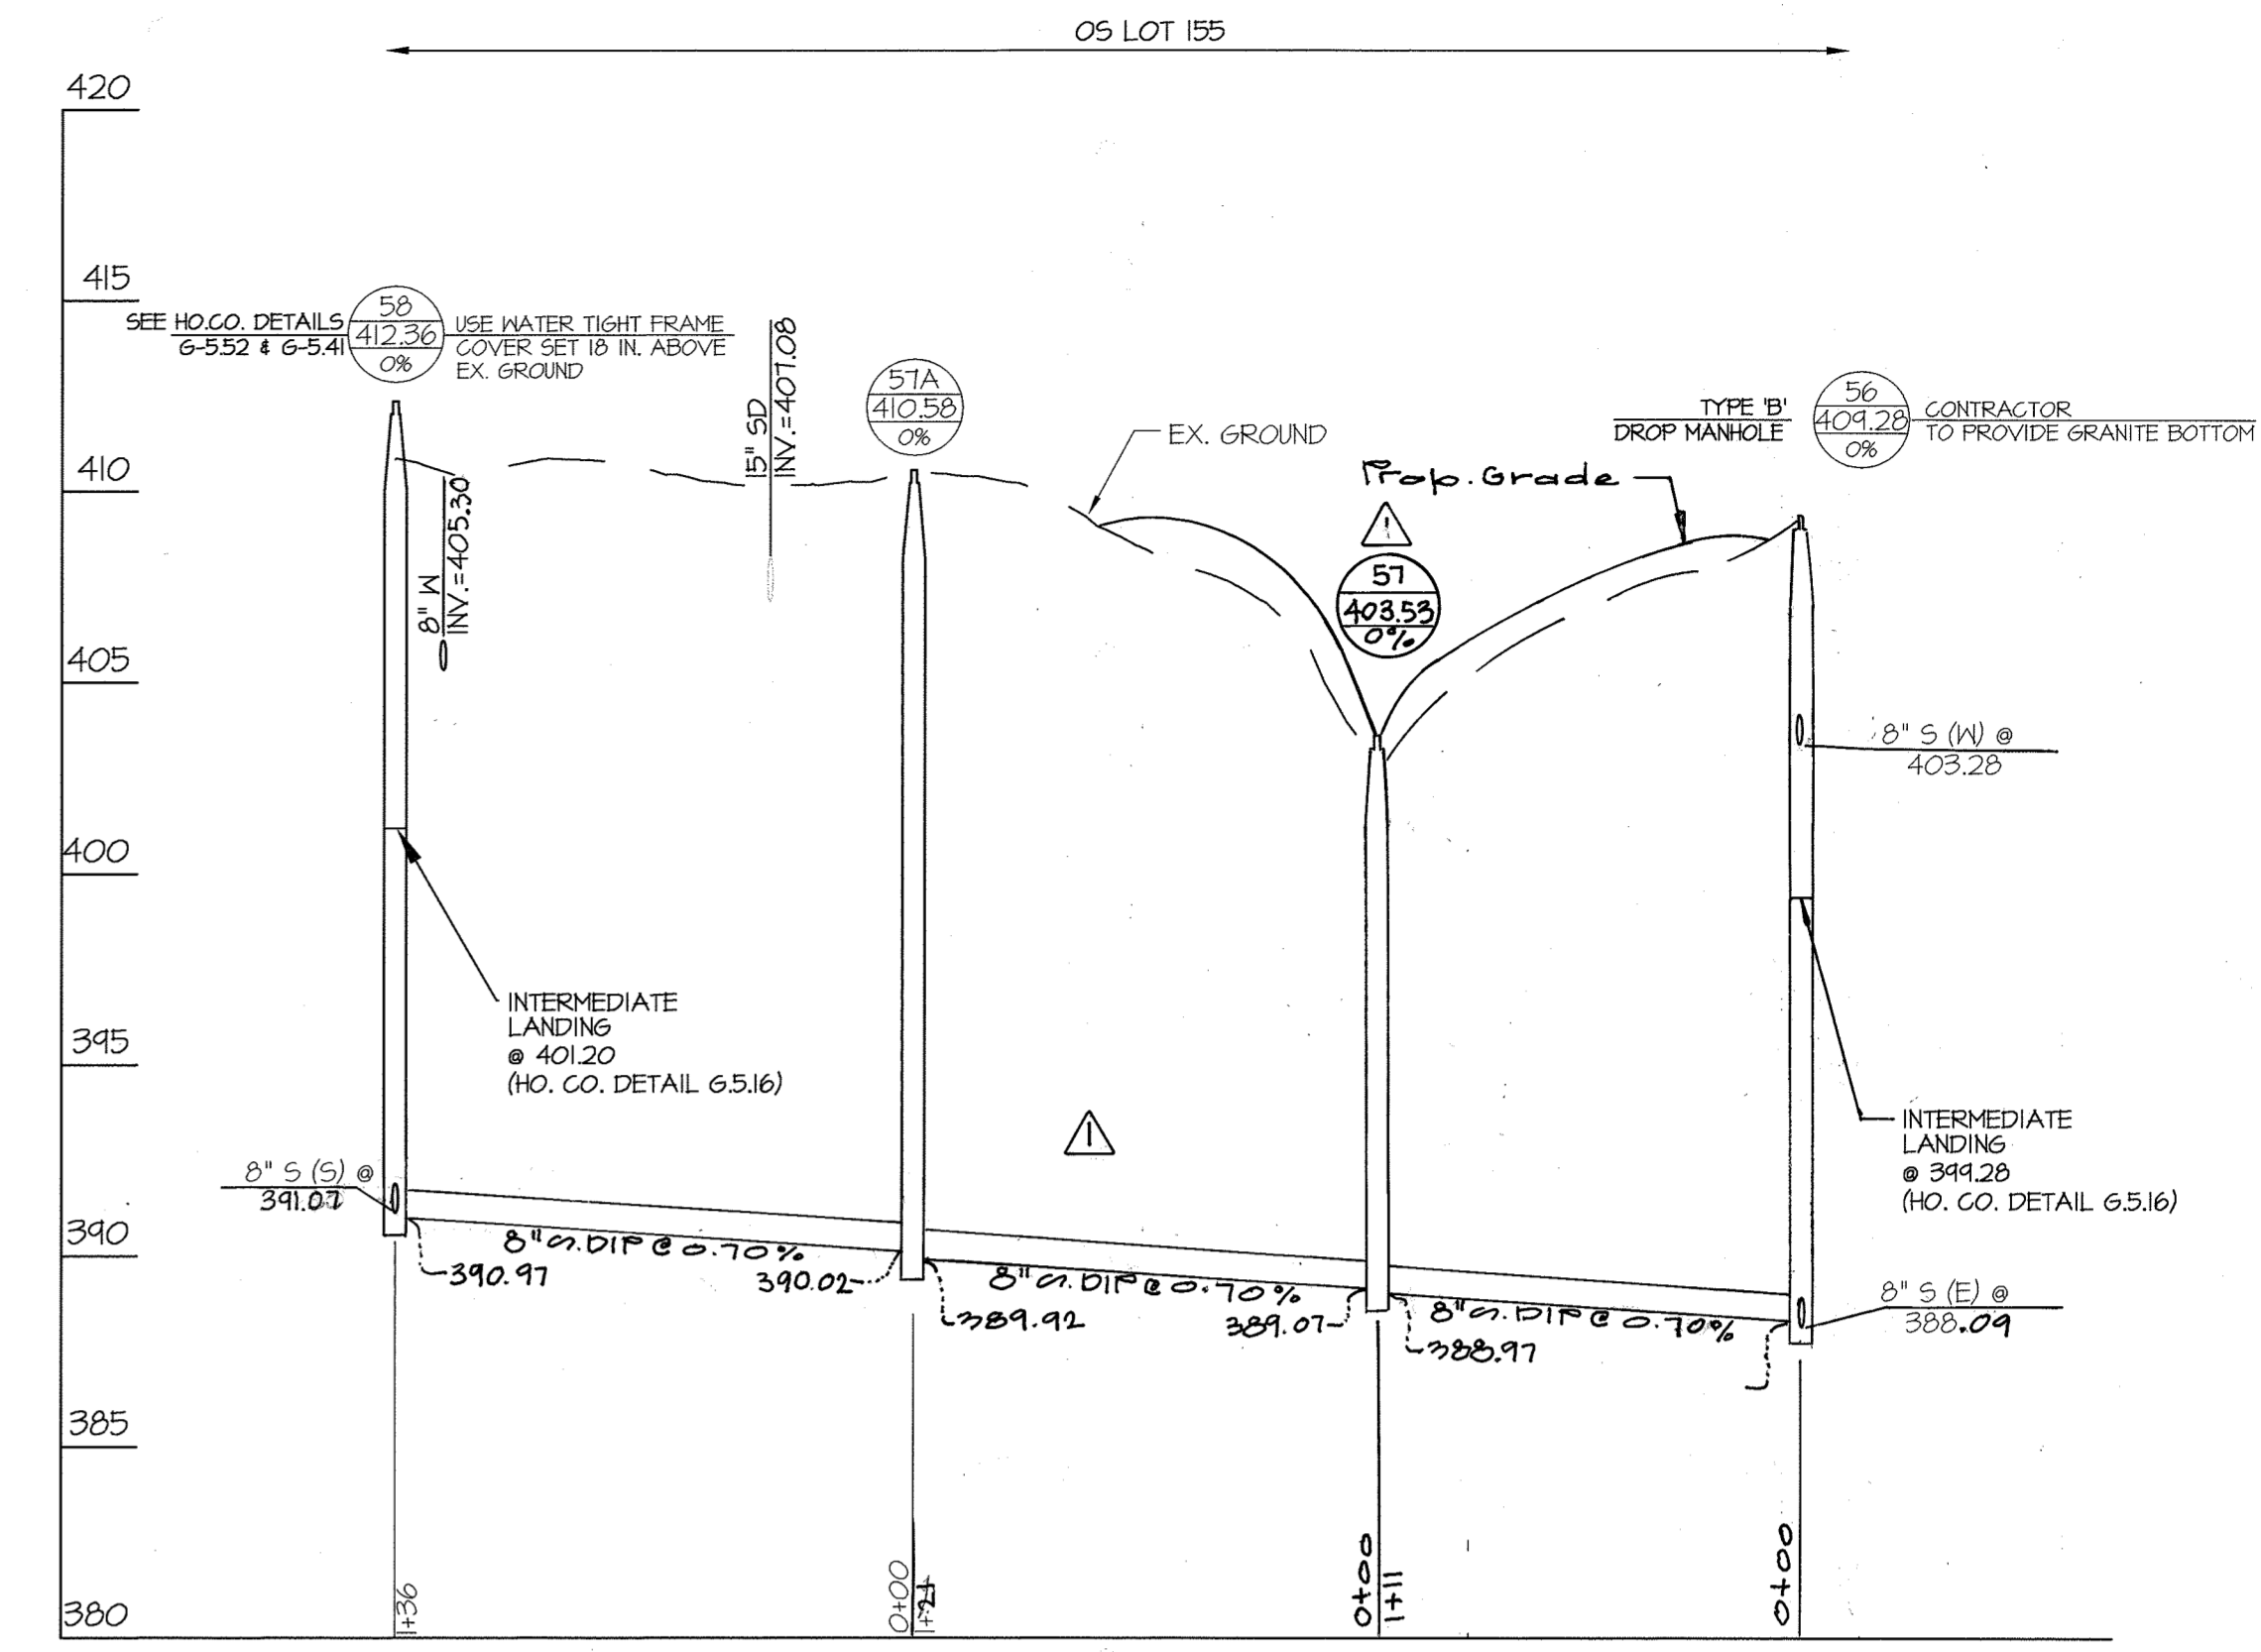 OS LOT 155
420
415
410
405
400
395
390
385
380
SEE HO.CO. DETAILS
G-5.52 & G-5.41
58
412.36
0%
USE WATER TIGHT FRAME
COVER SET 18 IN. ABOVE
EX. GROUND
8" W
INV.=405.30
15" SD
INV.=407.08
57A
410.58
0%
EX. GROUND
Prop. Grade
1
57
403.53
0%
TYPE 'B'
DROP MANHOLE
56
409.28
0%
CONTRACTOR
TO PROVIDE GRANITE BOTTOM
8" S (W) @
403.28
INTERMEDIATE
LANDING
@ 401.20
(HO. CO. DETAIL G.5.16)
1
INTERMEDIATE
LANDING
@ 399.28
(HO. CO. DETAIL G.5.16)
8" S (S) @
391.07
8" S. DIP @ 0.70%
390.97
390.02
8" S. DIP @ 0.70%
389.92
389.07
8" S. DIP @ 0.70%
388.97
8" S (E) @
388.09
1+36
0+00
0+00
1+11
0+00